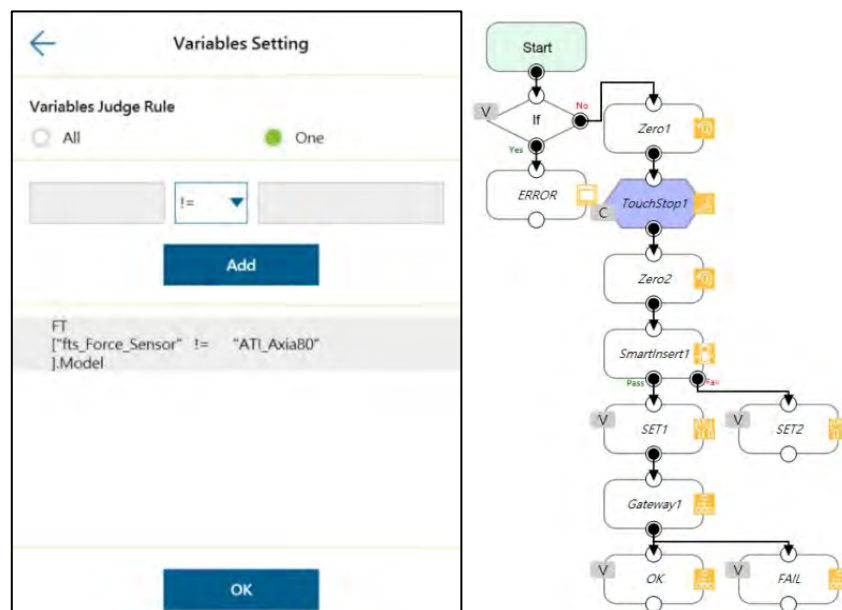 Variables Setting
Variables Judge Rule
All
One
!=
Add
FT
["fts_Force_Sensor" != "ATI_Axia80"
].Model
OK
Start
V
If
No
Yes
Zero1
ERROR
C
TouchStop1
Zero2
SmartInsert1
Pass
Fail
V
SET1
V
SET2
Gateway1
V
OK
V
FAIL